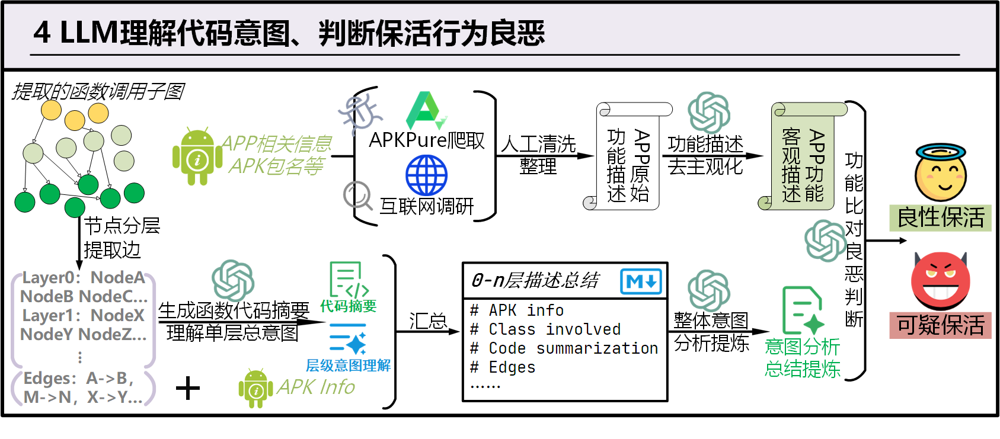 4 LLM理解代码意图、判断保活行为良恶
提取的函数调用子图
APP相关信息
APK包名等
APKPure爬取
互联网调研
人工清洗
整理
APP原始
功能描述
功能描述
去主观化
APP功能
客观描述
功能比对良恶判断
良性保活
可疑保活
节点分层
提取边
Layer0：NodeA
NodeB NodeC...
Layer1：NodeX
NodeY NodeZ...
⋮
Edges：A->B，
M->N，X->Y...
生成函数代码摘要
理解单层总意图
代码摘要
层级意图理解
+
APK Info
汇总
0-n层描述总结
M
# APK info
# Class involved
# Code summarization
# Edges
......
整体意图
分析提炼
意图分析
总结提炼